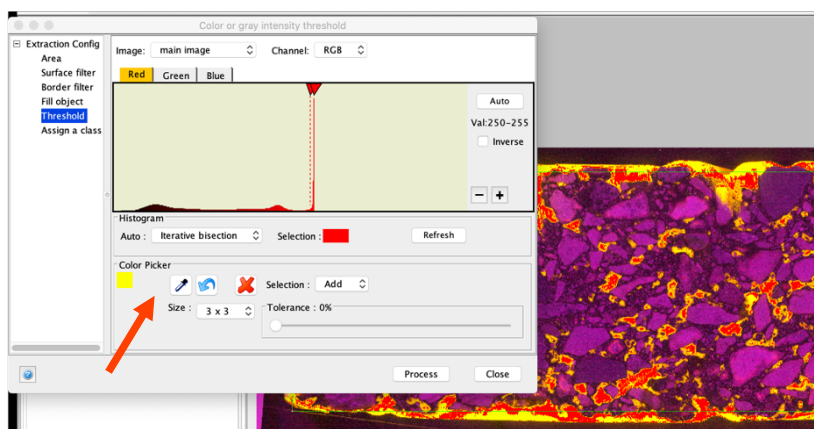 Color or gray intensity threshold
Extraction Config
Area
Surface filter
Border filter
Fill object
Threshold
Assign a class
Image: main image Channel: RGB
Red Green Blue
Auto
Val:250-255
Inverse
Histogram
Auto : Iterative bisection Selection : Refresh
Color Picker
Selection : Add
Size : 3 x 3 Tolerance : 0%
? Process Close